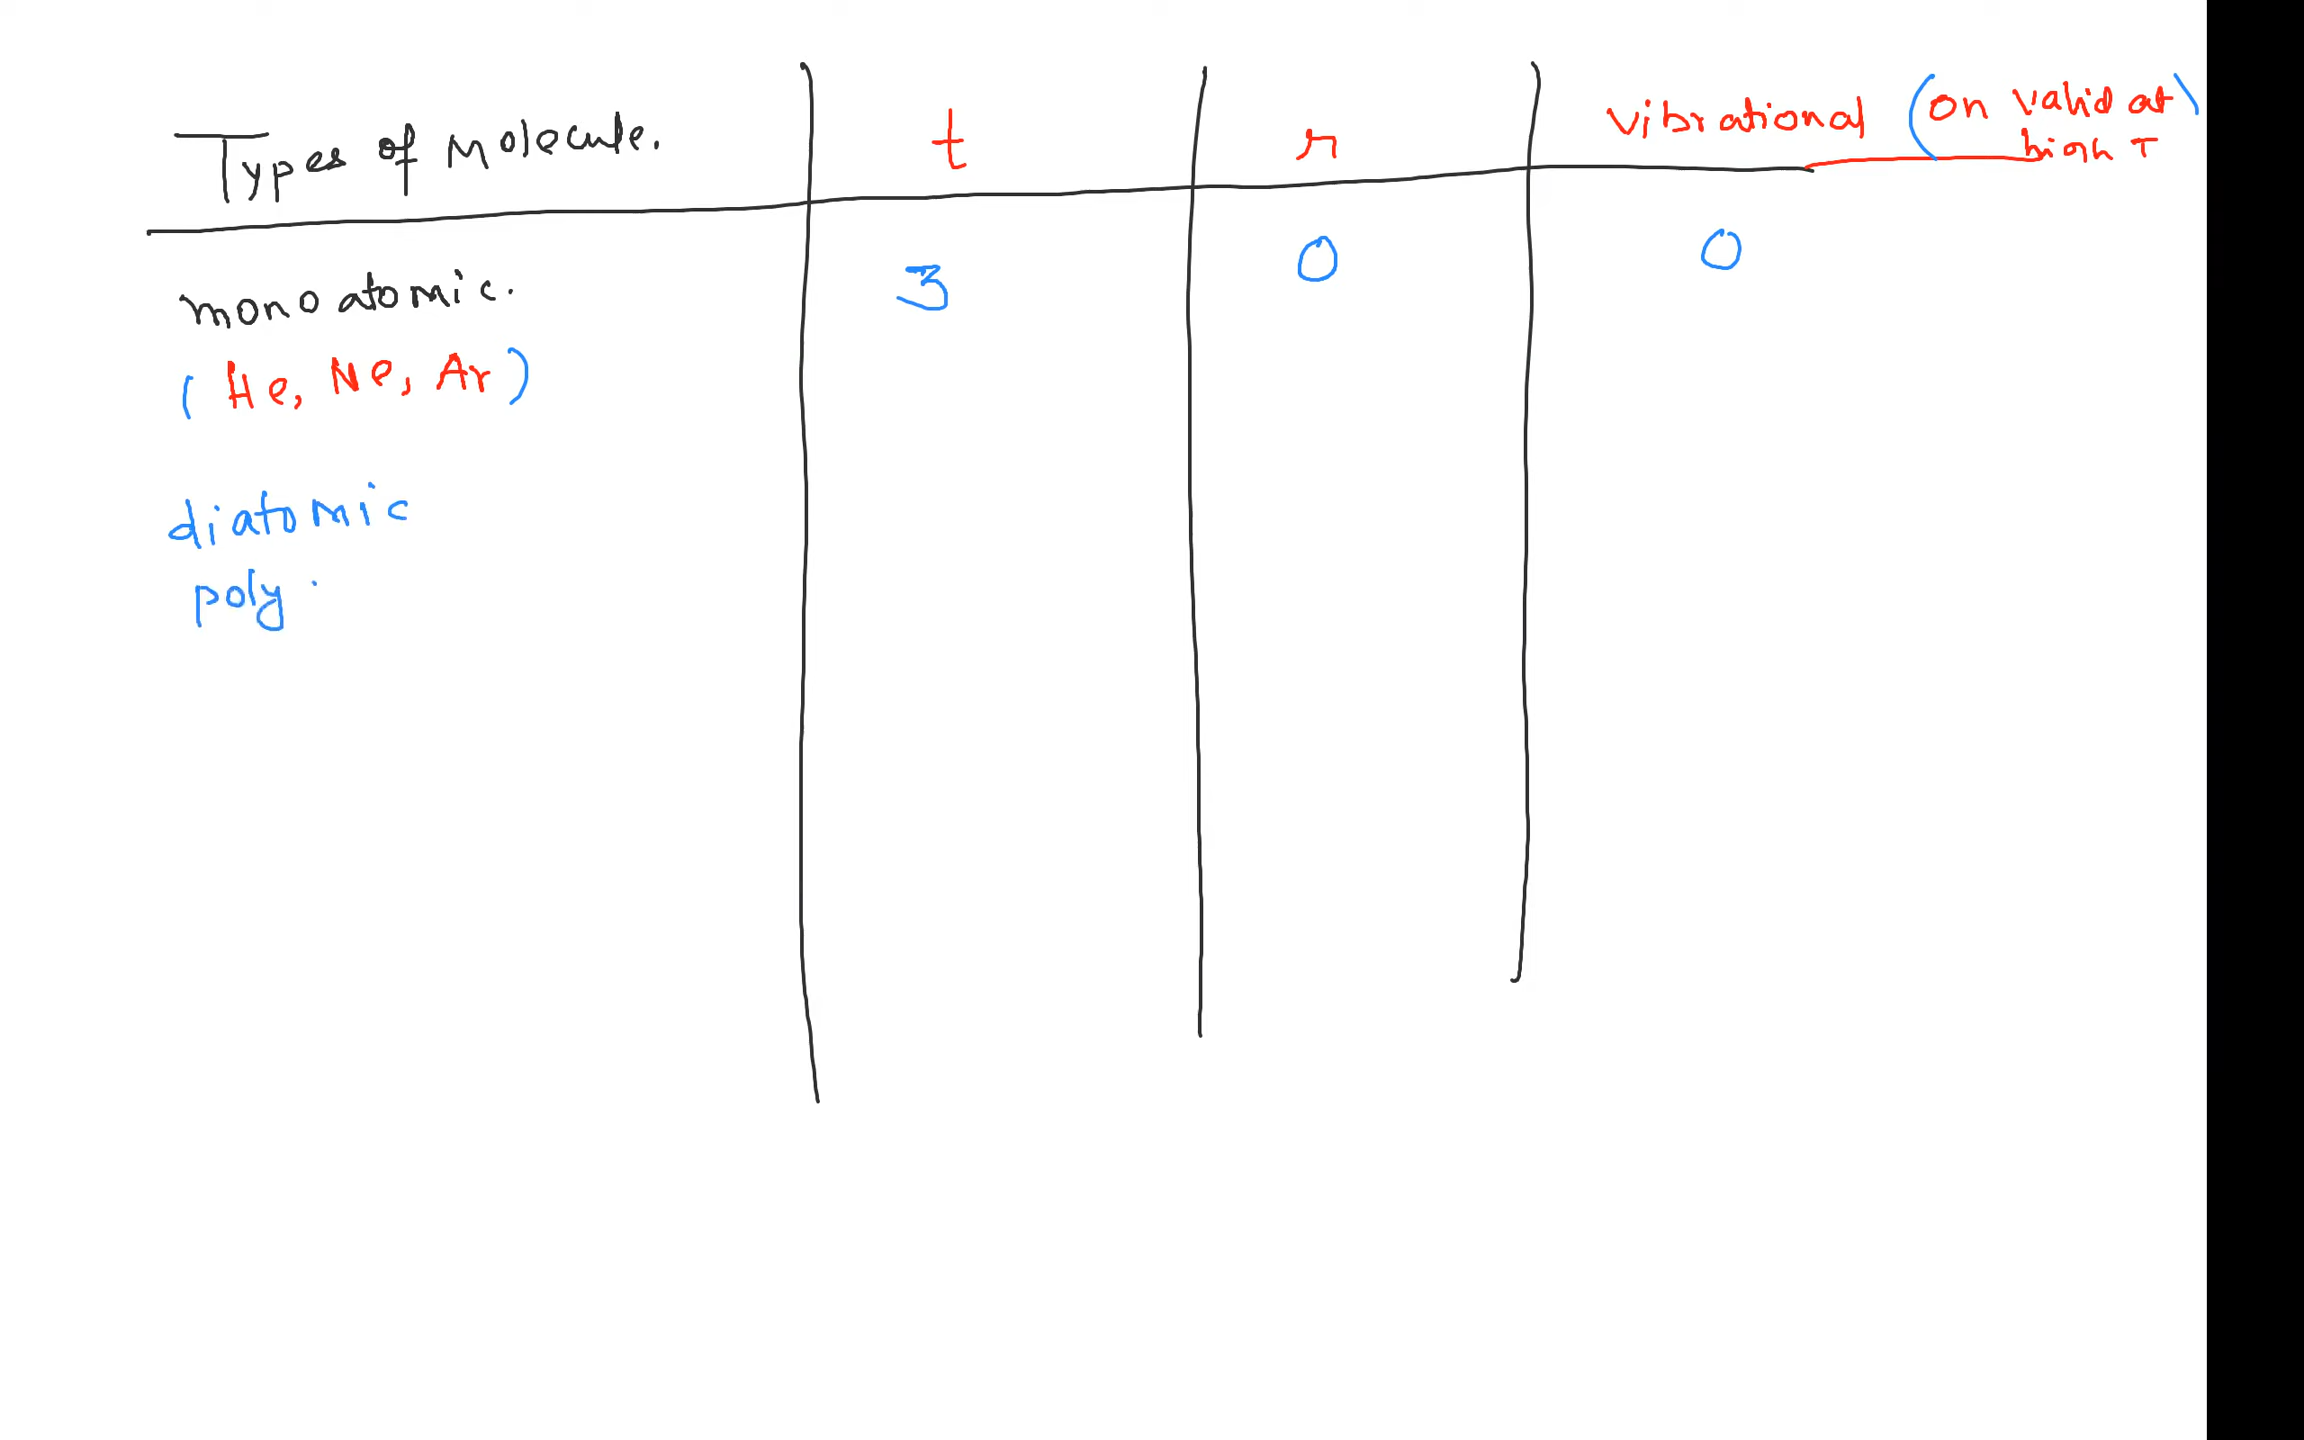 Types of Molecule. t r vibrational (on valid at)
high T
monoatomic. 3 0 0
(He, Ne, Ar)
diatomic
poly.